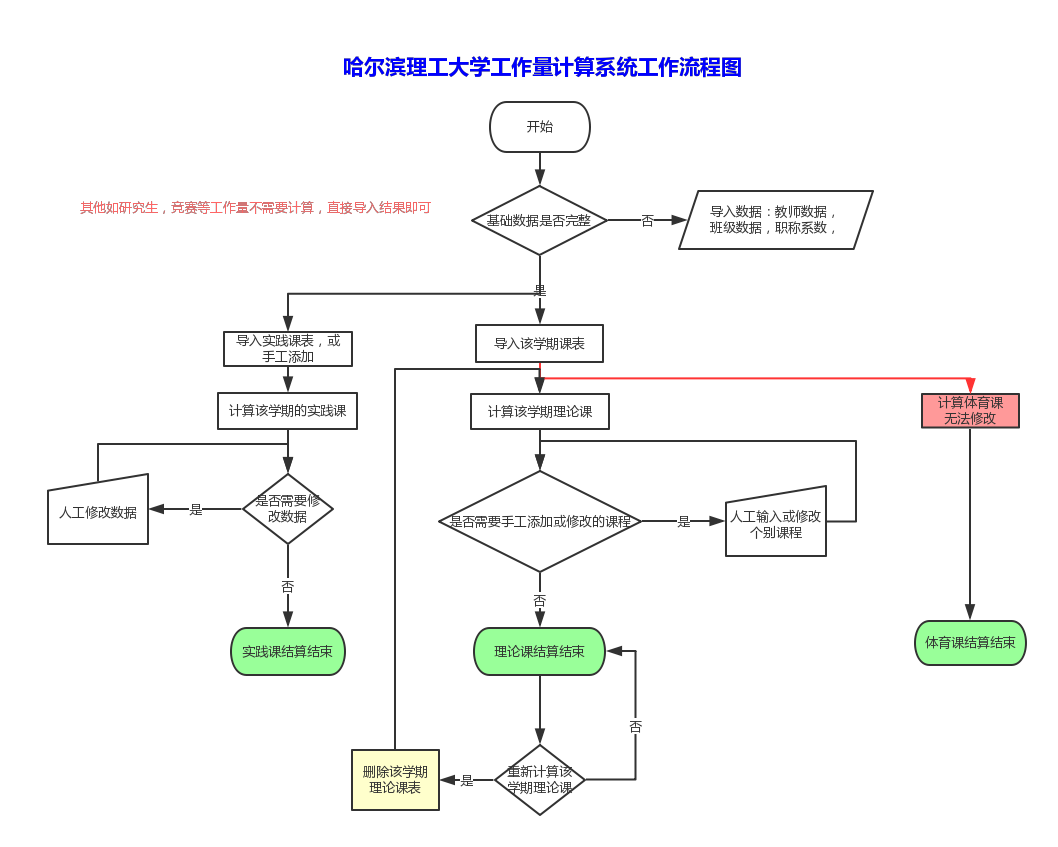 哈尔滨理工大学工作量计算系统工作流程图
开始
其他如研究生，竞赛等工作量不需要计算，直接导入结果即可
基础数据是否完整
否
导入数据：教师数据，
班级数据，职称系数，
是
导入实践课表，或
手工添加
导入该学期课表
计算该学期的实践课
计算该学期理论课
计算体育课
无法修改
人工修改数据
是
是否需要修
改数据
是否需要手工添加或修改的课程
是
人工输入或修改
个别课程
否
否
实践课结算结束
理论课结算结束
体育课结算结束
否
删除该学期
理论课表
是
重新计算该
学期理论课